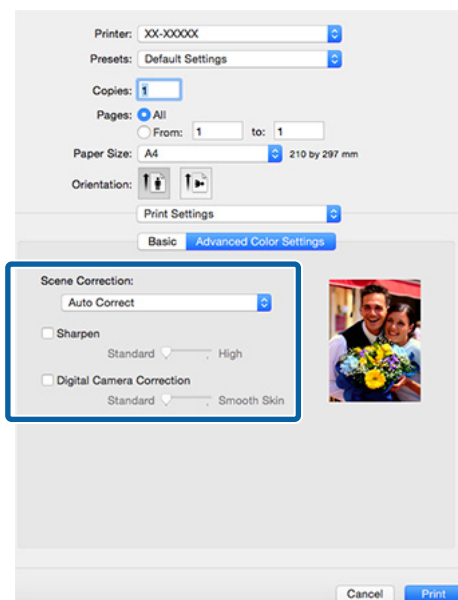 Printer: XX-XXXXX
Presets: Default Settings
Copies: 1
Pages: All
From: 1 to: 1
Paper Size: A4 210 by 297 mm
Orientation:
Print Settings
Basic Advanced Color Settings
Scene Correction:
Auto Correct
Sharpen
Standard High
Digital Camera Correction
Standard Smooth Skin
Cancel Print